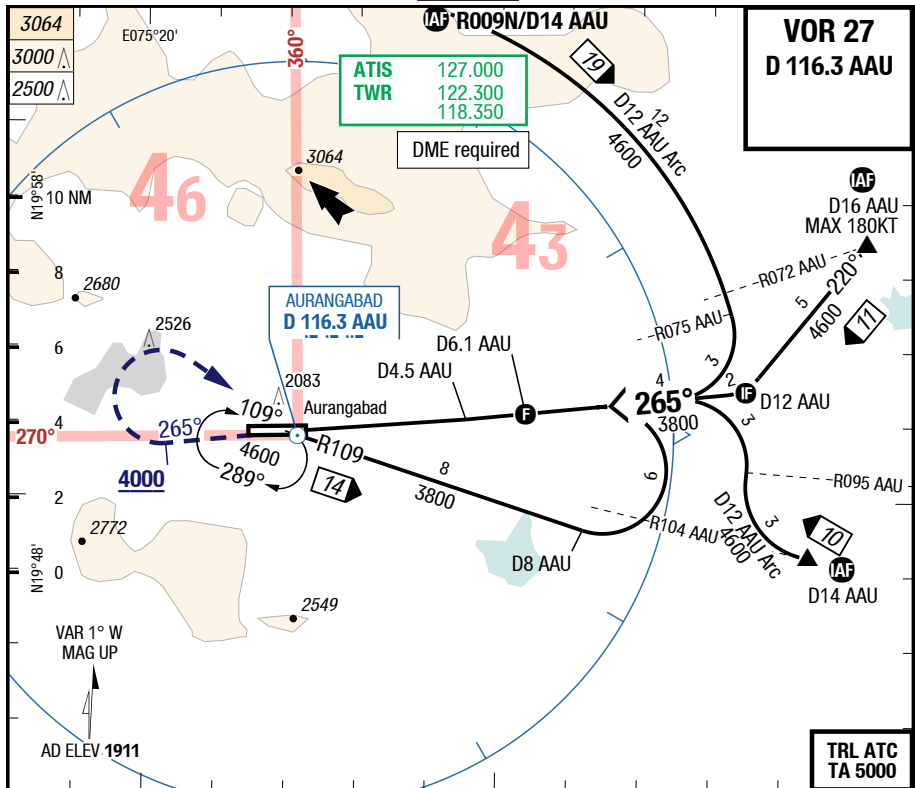 3064
3000
2500
E075°20'
360°
IAF R009N/D14 AAU
ATIS 127.000
TWR 122.300
118.350
DME required
VOR 27
D 116.3 AAU
19
12
D12 AAU Arc
4600
3064
N19°58'
10 NM
46
43
IAF
D16 AAU
MAX 180KT
R072 AAU
220°
5
4600
11
R075 AAU
8
2680
AURANGABAD
D 116.3 AAU
2526
6
D6.1 AAU
D4.5 AAU
3
2
4
2083
109°
Aurangabad
F
265°
3800
IF D12 AAU
4
270°
265°
4600
289°
R109
14
8
3800
4000
3
6
R095 AAU
2
2772
R104 AAU
D12 AAU Arc
4600
3
10
IAF
D14 AAU
D8 AAU
N19°48'
0
2549
VAR 1° W
MAG UP
AD ELEV 1911
TRL ATC
TA 5000